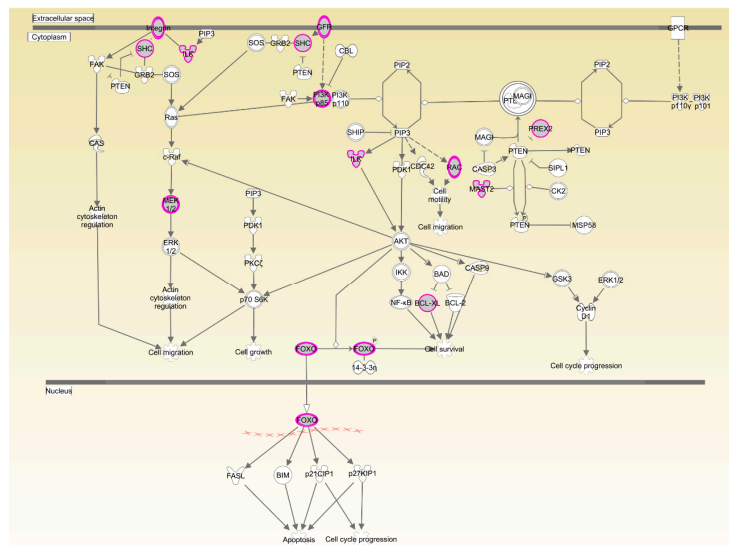 Extracellular space
Cytoplasm
Integrin
GFR
GPCR
SHC
ILK
PIP3
SOS
GRB2
SHC
CBL
FAK
PTEN
GRB2
SOS
PTEN
PIP2
PIP2
MAGI
PTEN
FAK
PI3K
p85
PI3K
p110
PI3K
p110γ
PI3K
p101
Ras
SHIP
PIP3
PIP3
PREX2
MAGI
CAS
c-Raf
ILK
PDK1
CDC42
RAC
PTEN
PTEN
CASP3
SIPL1
Cell
motility
MAST2
CK2
MEK
1/2
PIP3
Actin
cytoskeleton
regulation
PDK1
Cell migration
P
PTEN
MSP58
ERK
1/2
AKT
PKCζ
IKK
BAD
CASP9
GSK3
ERK1/2
Actin
cytoskeleton
regulation
p70 S6K
NF-κB
BCL-XL
BCL-2
Cyclin
D1
Cell migration
Cell growth
FOXO
FOXO
P
Cell survival
14-3-3η
Cell cycle progression
Nucleus
FOXO
FASL
BIM
p21CIP1
p27KIP1
Apoptosis
Cell cycle progression